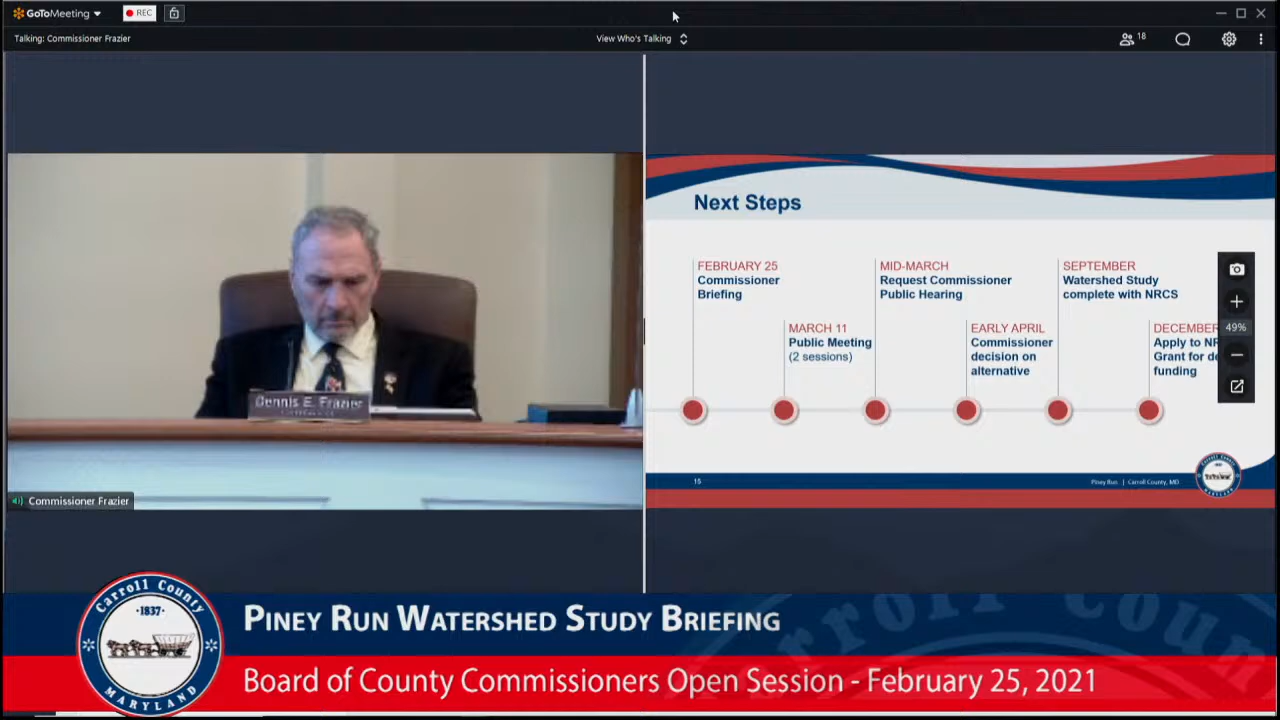 GoToMeeting
REC
Talking: Commissioner Frazier
View Who's Talking
18
Next Steps
FEBRUARY 25
Commissioner
Briefing
MARCH 11
Public Meeting
(2 sessions)
MID-MARCH
Request Commissioner
Public Hearing
EARLY APRIL
Commissioner
decision on
alternative
SEPTEMBER
Watershed Study
complete with NRCS
DECEMBER
Apply to NR
Grant for de
funding
49%
15
Piney Run | Carroll County, MD
Dennis E. Frazier
Commissioner Frazier
Carroll County
·1837·
MARYLAND
PINEY RUN WATERSHED STUDY BRIEFING
Board of County Commissioners Open Session - February 25, 2021